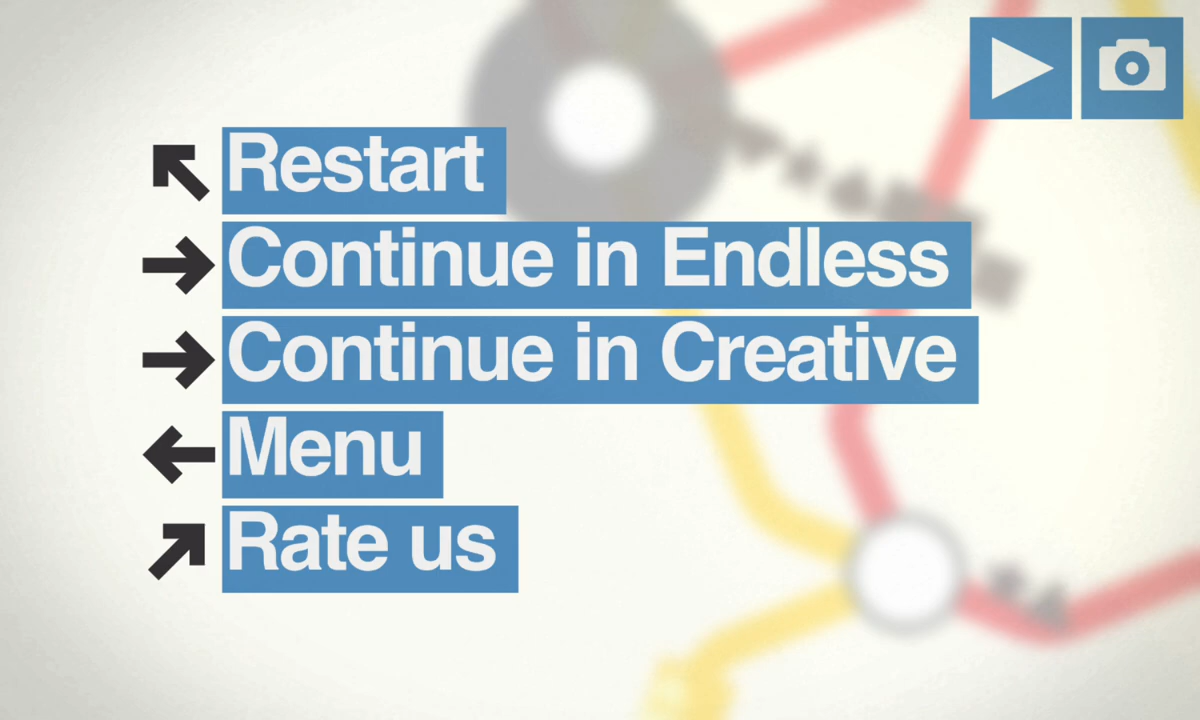 Restart
Continue in Endless
Continue in Creative
Menu
Rate us